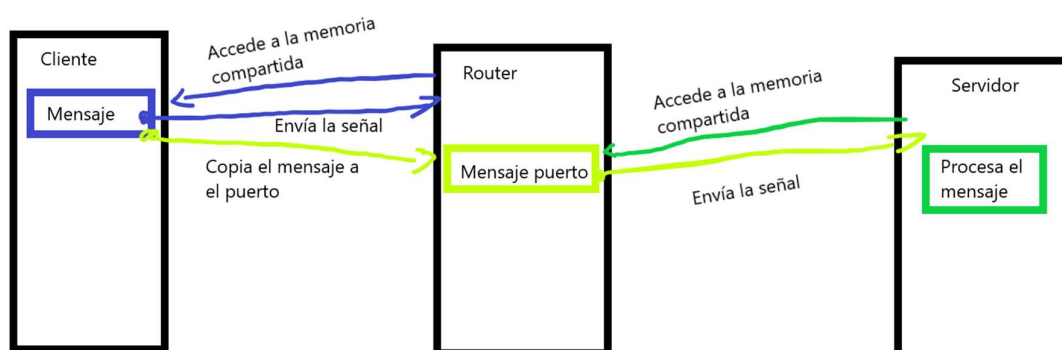 Cliente
Mensaje
Accede a la memoria
compartida
Envía la señal
Copia el mensaje a
el puerto
Router
Mensaje puerto
Accede a la memoria
compartida
Envía la señal
Servidor
Procesa el
mensaje